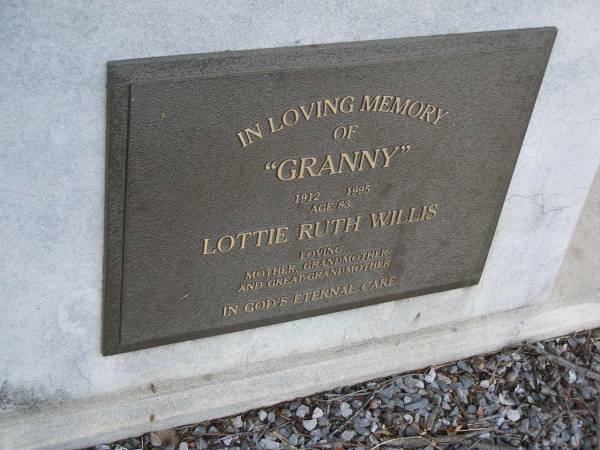 IN LOVING MEMORY
OF
"GRANNY"
1912 - 1995
AGE 83
LOTTIE RUTH WILLIS
LOVING
MOTHER, GRANDMOTHER
AND GREAT-GRANDMOTHER
IN GOD'S ETERNAL CARE